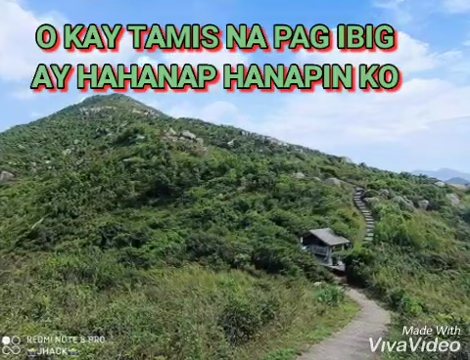 O KAY TAMIS NA PAG IBIG
AY HAHANAP HANAPIN KO
REDMI NOTE 8 PRO
JHACK
Made With
VivaVideo